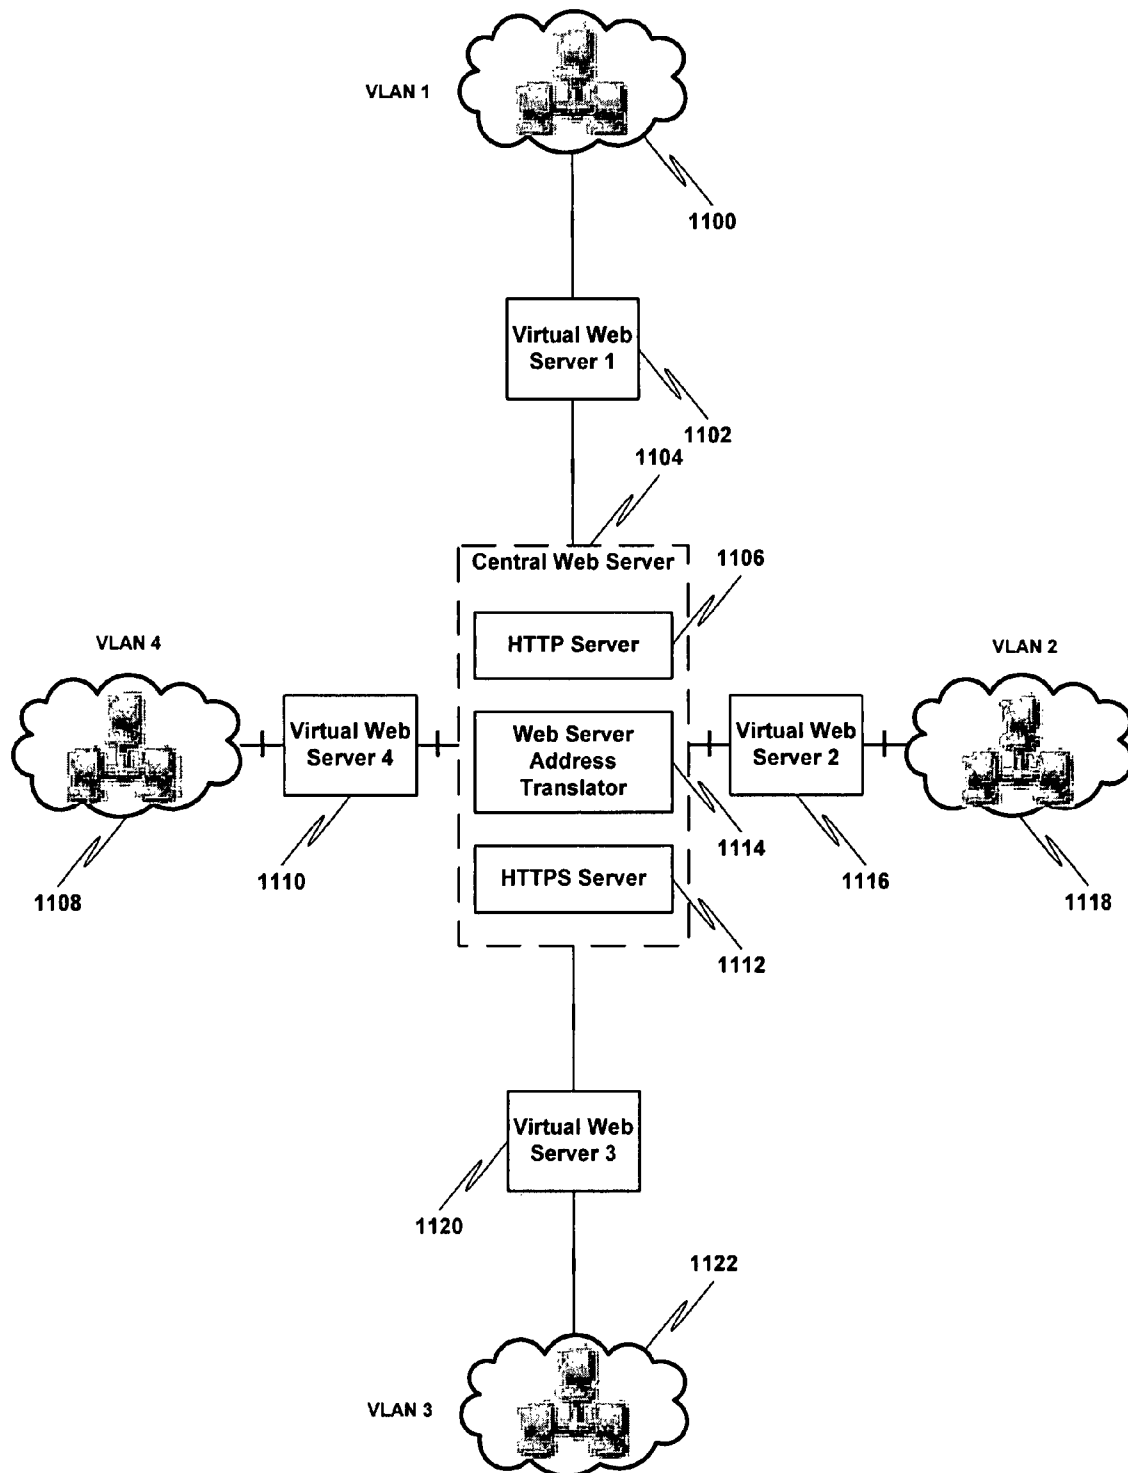 VLAN 1
1100
Virtual Web
Server 1
1102
1104
Central Web Server
1106
HTTP Server
VLAN 4
VLAN 2
Virtual Web
Server 4
Web Server
Address
Translator
Virtual Web
Server 2
1114
HTTPS Server
1108
1110
1116
1118
1112
Virtual Web
Server 3
1120
1122
VLAN 3